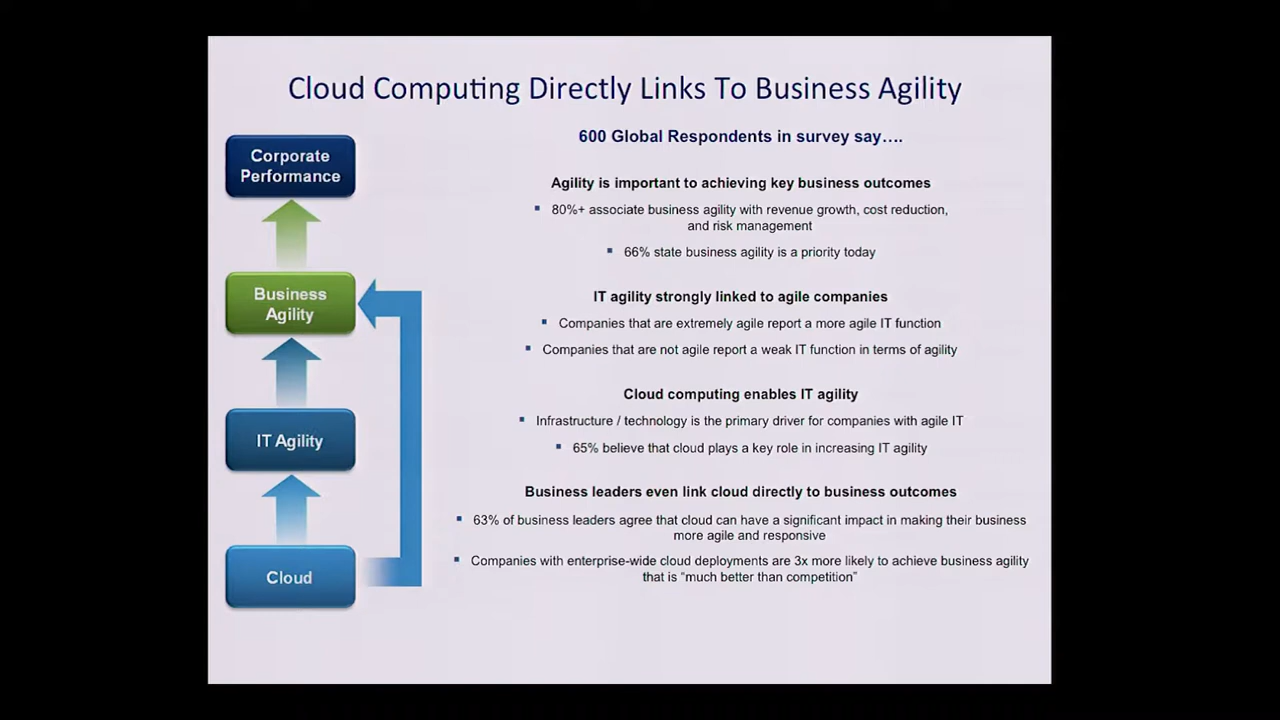 Cloud Computing Directly Links To Business Agility
Corporate
Performance
Business
Agility
IT Agility
Cloud
600 Global Respondents in survey say….
Agility is important to achieving key business outcomes
▪ 80%+ associate business agility with revenue growth, cost reduction,
and risk management
▪ 66% state business agility is a priority today
IT agility strongly linked to agile companies
▪ Companies that are extremely agile report a more agile IT function
▪ Companies that are not agile report a weak IT function in terms of agility
Cloud computing enables IT agility
▪ Infrastructure / technology is the primary driver for companies with agile IT
▪ 65% believe that cloud plays a key role in increasing IT agility
Business leaders even link cloud directly to business outcomes
▪ 63% of business leaders agree that cloud can have a significant impact in making their business
more agile and responsive
▪ Companies with enterprise-wide cloud deployments are 3x more likely to achieve business agility
that is “much better than competition”